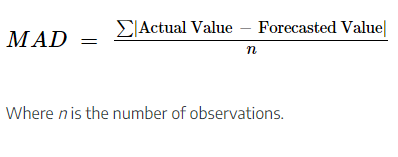 MAD = ∑|Actual Value − Forecasted Value|
n
Where n is the number of observations.